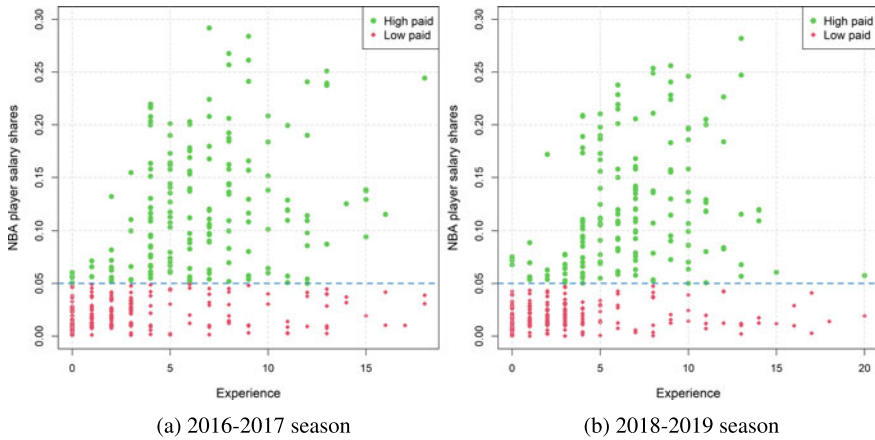 High paid
Low paid
NBA player salary shares
0.30
0.25
0.20
0.15
0.10
0.05
0.00
0
5
10
15
Experience
(a) 2016-2017 season
High paid
Low paid
NBA player salary shares
0.30
0.25
0.20
0.15
0.10
0.05
0.00
0
5
10
15
20
Experience
(b) 2018-2019 season